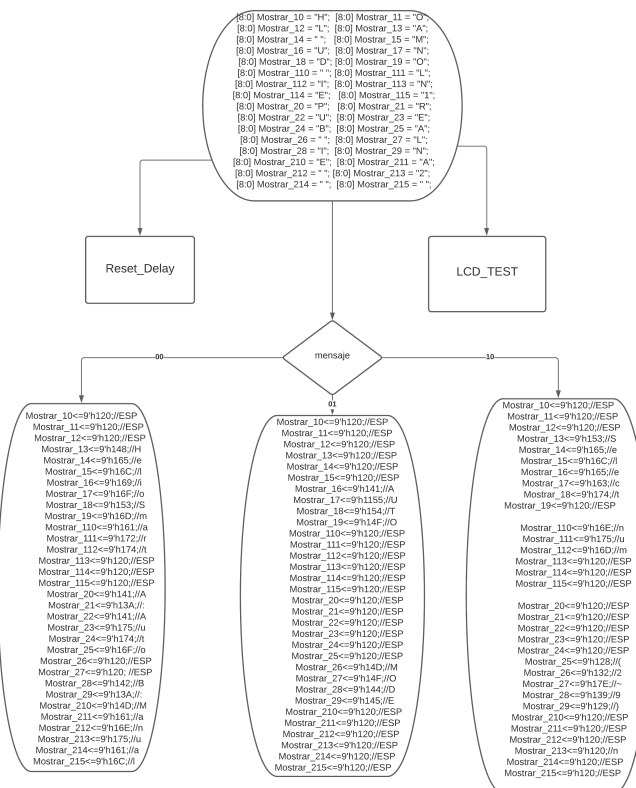 [8:0] Mostrar_10 = "H"; [8:0] Mostrar_11 = "O";
[8:0] Mostrar_12 = "L"; [8:0] Mostrar_13 = "A";
[8:0] Mostrar_14 = " "; [8:0] Mostrar_15 = "M";
[8:0] Mostrar_16 = "U"; [8:0] Mostrar_17 = "N";
[8:0] Mostrar_18 = "D"; [8:0] Mostrar_19 = "O";
[8:0] Mostrar_110 = " "; [8:0] Mostrar_111 = "L";
[8:0] Mostrar_112 = "I"; [8:0] Mostrar_113 = "N";
[8:0] Mostrar_114 = "E"; [8:0] Mostrar_115 = "1";
[8:0] Mostrar_20 = "P"; [8:0] Mostrar_21 = "R"
[8:0] Mostrar_22 = "U"; [8:0] Mostrar_23 = "E";
[8:0] Mostrar_24 = "B"; [8:0] Mostrar_25 = "A";
[8:0] Mostrar_26 = " "; [8:0] Mostrar_27 = "L";
[8:0] Mostrar_28 = "I"; [8:0] Mostrar_29 = "N";
[8:0] Mostrar_210 = "E"; [8:0] Mostrar_211 = "A"
[8:0] Mostrar_212 = " "; [8:0] Mostrar_213 = "2";
[8:0] Mostrar_214 = " "; [8:0] Mostrar_215 = " ";
Reset_Delay
LCD_TEST
mensaje
00
01
10
Mostrar_10<=9'h120;//ESP
Mostrar_11<=9'h120;//ESP
Mostrar_12<=9'h120;//ESP
Mostrar_13<=9'h148;//H
Mostrar_14<=9'h165;//e
Mostrar_15<=9'h16C;//l
Mostrar_16<=9'h169;//i
Mostrar_17<=9'h16F;//o
Mostrar_18<=9'h153;//S
Mostrar_19<=9'h16D;//m
Mostrar_110<=9'h161;//a
Mostrar_111<=9'h172;//r
Mostrar_112<=9'h174;//t
Mostrar_113<=9'h120;//ESP
Mostrar_114<=9'h120;//ESP
Mostrar_115<=9'h120;//ESP
Mostrar_20<=9'h141;//A
Mostrar_21<=9'h13A;//:
Mostrar_22<=9'h141;//A
Mostrar_23<=9'h175;//u
Mostrar_24<=9'h174;//t
Mostrar_25<=9'h16F;//o
Mostrar_26<=9'h120;//ESP
Mostrar_27<=9'h120; //ESP
Mostrar_28<=9'h142;//B
Mostrar_29<=9'h13A;//:
Mostrar_210<=9'h14D;//M
Mostrar_211<=9'h161;//a
Mostrar_212<=9'h16E;//n
Mostrar_213<=9'h175;//u
Mostrar_214<=9'h161;//a
Mostrar_215<=9'h16C;//l
Mostrar_10<=9'h120;//ESP
Mostrar_11<=9'h120;//ESP
Mostrar_12<=9'h120;//ESP
Mostrar_13<=9'h120;//ESP
Mostrar_14<=9'h120;//ESP
Mostrar_15<=9'h120;//ESP
Mostrar_16<=9'h141;//A
Mostrar_17<=9'h1155;//U
Mostrar_18<=9'h154;//T
Mostrar_19<=9'h14F;//O
Mostrar_110<=9'h120;//ESP
Mostrar_111<=9'h120;//ESP
Mostrar_112<=9'h120;//ESP
Mostrar_113<=9'h120;//ESP
Mostrar_114<=9'h120;//ESP
Mostrar_115<=9'h120;//ESP
Mostrar_20<=9'h120;//ESP
Mostrar_21<=9'h120;//ESP
Mostrar_22<=9'h120;//ESP
Mostrar_23<=9'h120;//ESP
Mostrar_24<=9'h120;//ESP
Mostrar_25<=9'h120;//ESP
Mostrar_26<=9'h14D;//M
Mostrar_27<=9'h14F;//O
Mostrar_28<=9'h144;//D
Mostrar_29<=9'h145;//E
Mostrar_210<=9'h120;//ESP
Mostrar_211<=9'h120;//ESP
Mostrar_212<=9'h120;//ESP
Mostrar_213<=9'h120;//ESP
Mostrar_214<=9'h120;//ESP
Mostrar_215<=9'h120;//ESP
Mostrar_10<=9'h120;//ESP
Mostrar_11<=9'h120;//ESP
Mostrar_12<=9'h120;//ESP
Mostrar_13<=9'h153;//S
Mostrar_14<=9'h165;//e
Mostrar_15<=9'h16C;//l
Mostrar_16<=9'h165;//e
Mostrar_17<=9'h163;//c
Mostrar_18<=9'h174;//t
Mostrar_19<=9'h120;//ESP
Mostrar_110<=9'h16E;//n
Mostrar_111<=9'h175;//u
Mostrar_112<=9'h16D;//m
Mostrar_113<=9'h120;//ESP
Mostrar_114<=9'h120;//ESP
Mostrar_115<=9'h120;//ESP
Mostrar_20<=9'h120;//ESP
Mostrar_21<=9'h120;//ESP
Mostrar_22<=9'h120;//ESP
Mostrar_23<=9'h120;//ESP
Mostrar_24<=9'h120;//ESP
Mostrar_25<=9'h128;//(
Mostrar_26<=9'h132;//2
Mostrar_27<=9'h17E;//~
Mostrar_28<=9'h139;//9
Mostrar_29<=9'h129;//)
Mostrar_210<=9'h120;//ESP
Mostrar_211<=9'h120;//ESP
Mostrar_212<=9'h120;//ESP
Mostrar_213<=9'h120;//n
Mostrar_214<=9'h120;//ESP
Mostrar_215<=9'h120;//ESP